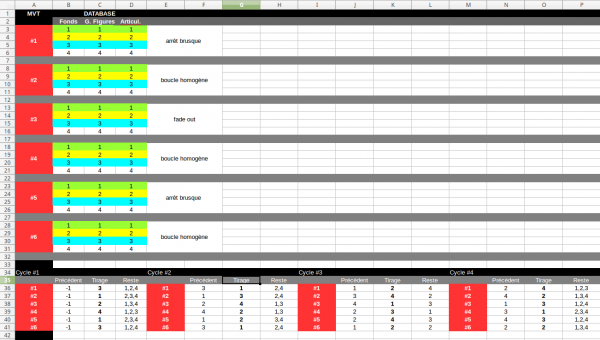 A B C D E F G H I J K L M N O P
1 MVT DATABASE
2 Fonds G. Figures Articul.
3 1 1 1
4 #1 2 2 2 arrêt brusque
5 3 3 3
6 4 4 4
7
8 1 1 1
9 #2 2 2 2 boucle homogène
10 3 3 3
11 4 4 4
12
13 1 1 1
14 #3 2 2 2 fade out
15 3 3 3
16 4 4 4
17
18 1 1 1
19 #4 2 2 2 boucle homogène
20 3 3 3
21 4 4 4
22
23 1 1 1
24 #5 2 2 2 arrêt brusque
25 3 3 3
26 4 4 4
27
28 1 1 1
29 #6 2 2 2 boucle homogène
30 3 3 3
31 4 4 4
32
33
34 Cycle #1 Cycle #2 Cycle #3 Cycle #4
35 Précédent Tirage Reste Précédent Tirage Reste Précédent Tirage Reste Précédent Tirage Reste
36 #1 -1 3 1,2,4 #1 3 1 2,4 #1 1 2 4 #1 2 4 1,2,3
37 #2 -1 1 2,3,4 #2 1 3 2,4 #2 3 4 2 #2 4 2 1,3,4
38 #3 -1 2 1,3,4 #3 2 4 1,3 #3 4 1 3 #3 1 3 2,4
39 #4 -1 4 1,2,3 #4 4 2 1,3 #4 2 3 1 #4 3 1 2,3,4
40 #5 -1 1 2,3,4 #5 1 2 3,4 #5 2 4 3 #5 4 2 1,3
41 #6 -1 3 1,2,4 #6 3 1 2,4 #6 1 2 2 #6 2 2 1,3,4
42